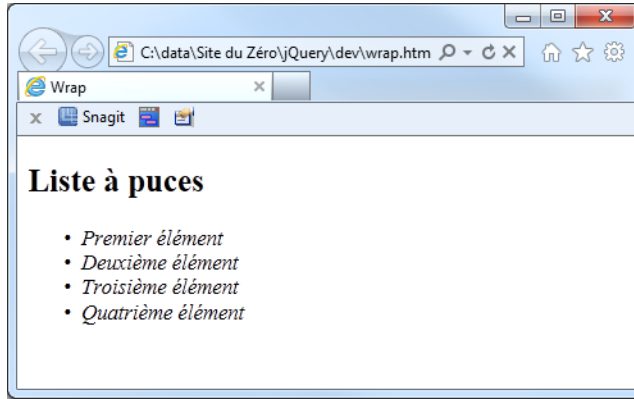 C:\data\Site du Zéro\jQuery\dev\wrap.htm
Wrap
Snagit
Liste à puces
• Premier élément
• Deuxième élément
• Troisième élément
• Quatrième élément